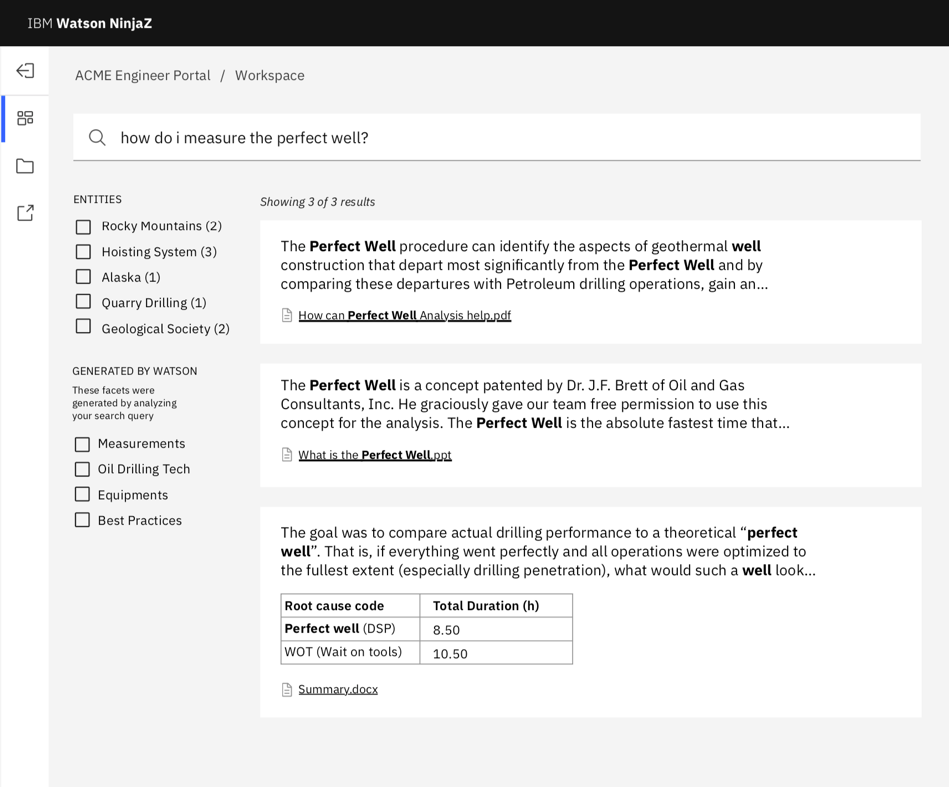 IBM Watson NinjaZ
ACME Engineer Portal / Workspace
how do i measure the perfect well?
ENTITIES
Rocky Mountains (2)
Hoisting System (3)
Alaska (1)
Quarry Drilling (1)
Geological Society (2)
GENERATED BY WATSON
These facets were
generated by analyzing
your search query
Measurements
Oil Drilling Tech
Equipments
Best Practices
Showing 3 of 3 results
The Perfect Well procedure can identify the aspects of geothermal well
construction that depart most significantly from the Perfect Well and by
comparing these departures with Petroleum drilling operations, gain an...
How can Perfect Well Analysis help.pdf
The Perfect Well is a concept patented by Dr. J.F. Brett of Oil and Gas
Consultants, Inc. He graciously gave our team free permission to use this
concept for the analysis. The Perfect Well is the absolute fastest time that...
What is the Perfect Well.ppt
The goal was to compare actual drilling performance to a theoretical “perfect
well”. That is, if everything went perfectly and all operations were optimized to
the fullest extent (especially drilling penetration), what would such a well look...
Root cause code Total Duration (h)
Perfect well (DSP) 8.50
WOT (Wait on tools) 10.50
Summary.docx